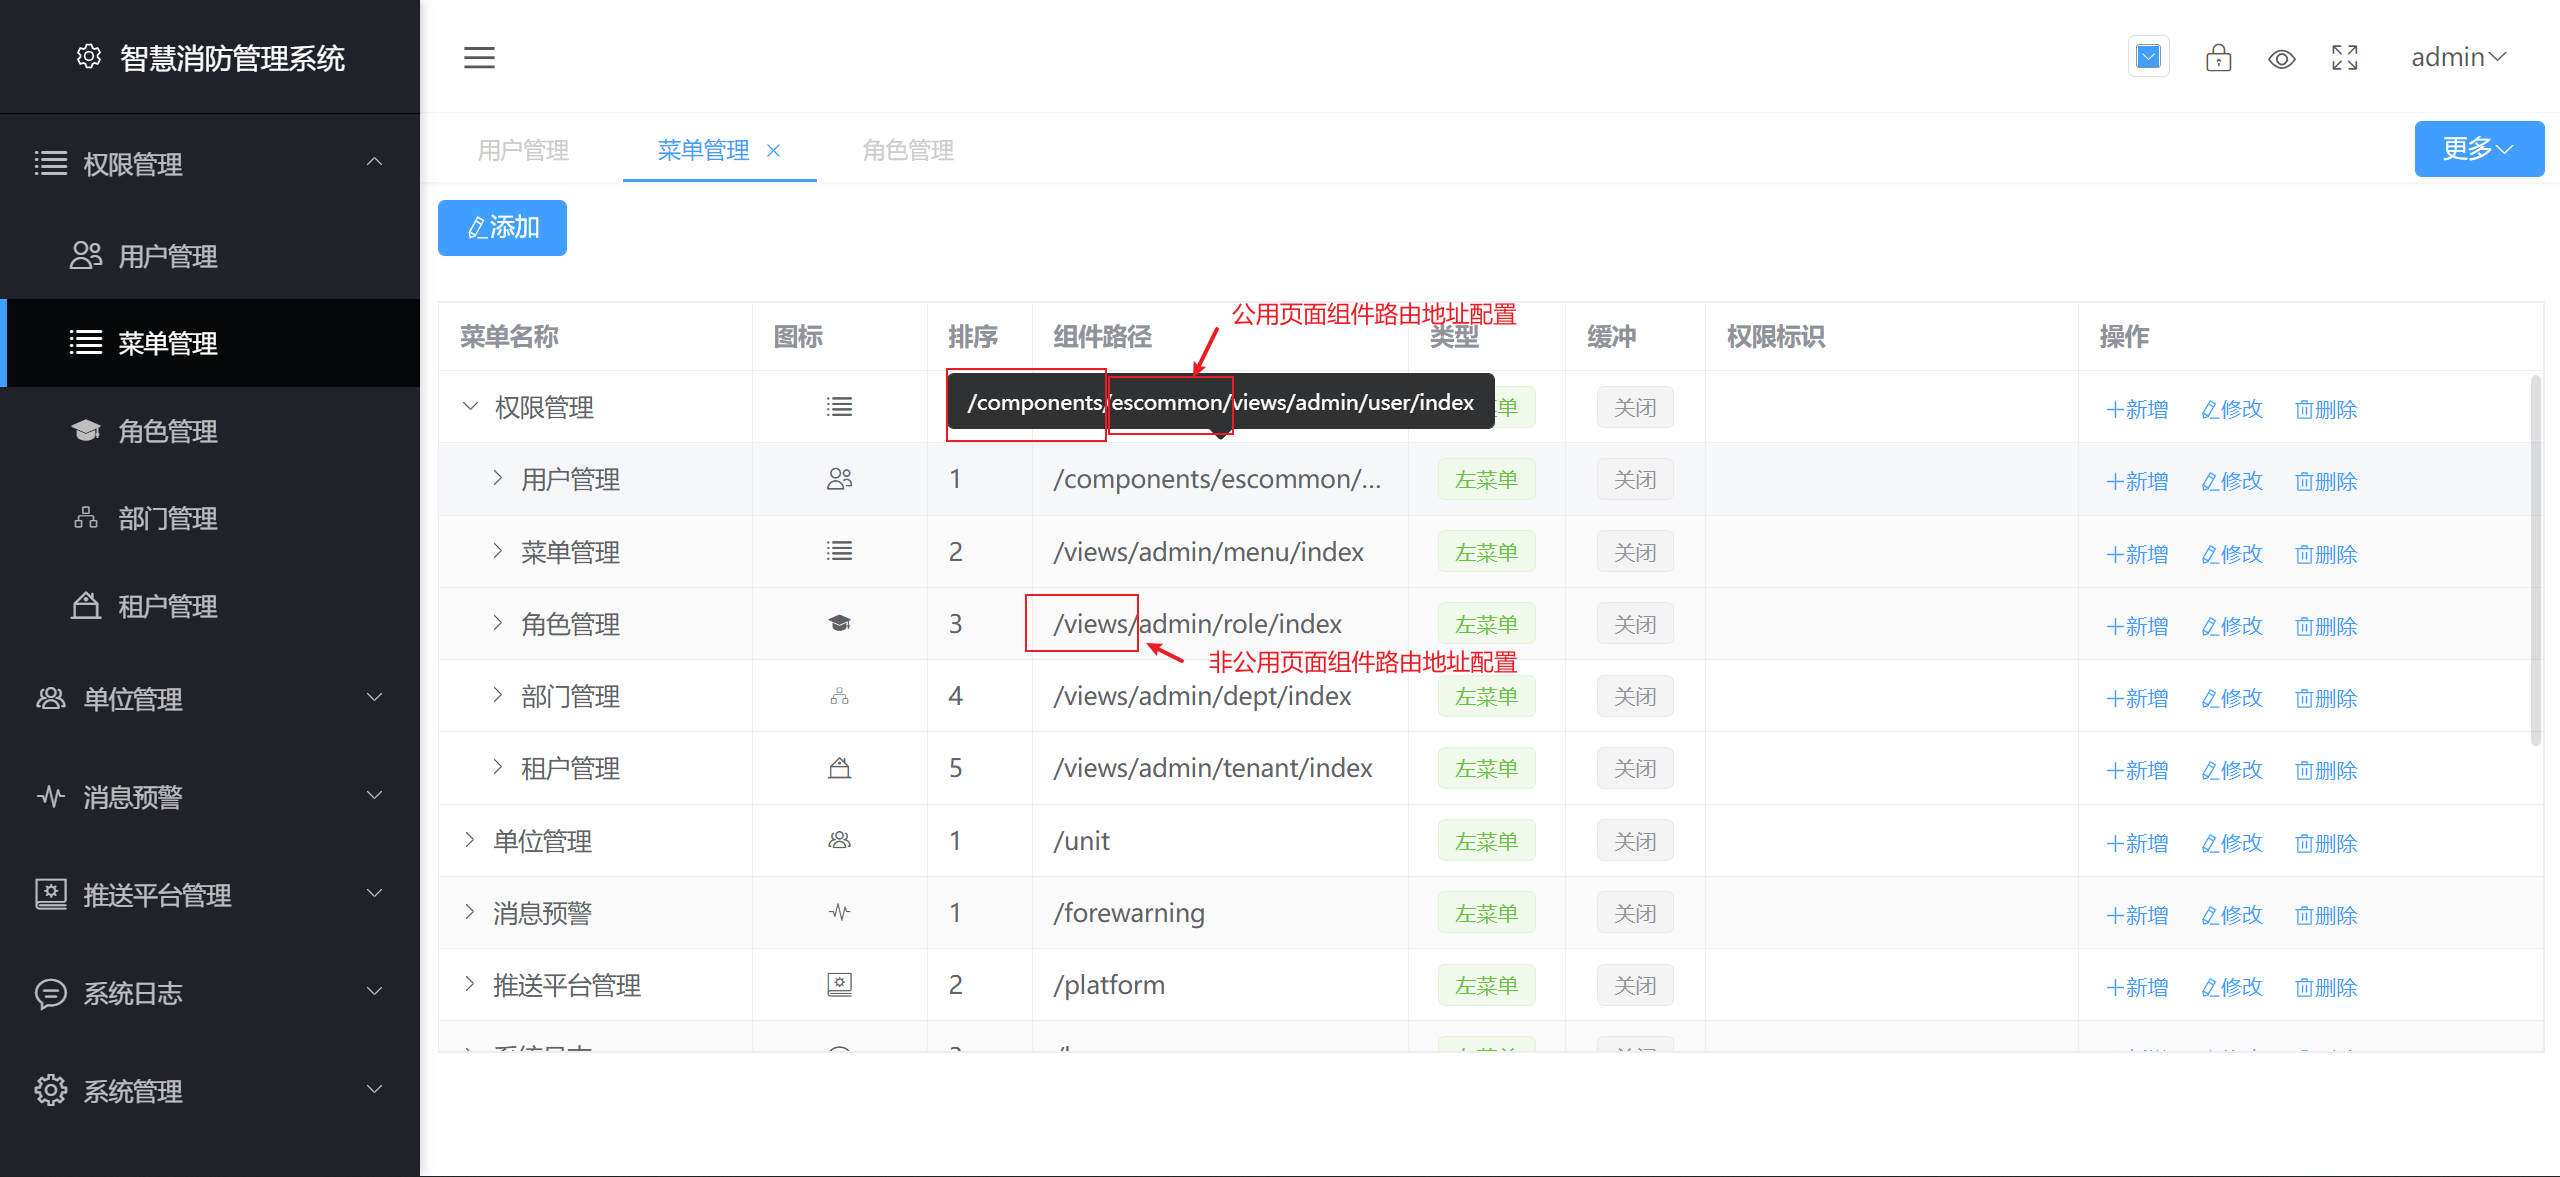 智慧消防管理系统
admin
权限管理
用户管理
菜单管理
角色管理
部门管理
租户管理
单位管理
消息预警
推送平台管理
系统日志
系统管理
用户管理 菜单管理 角色管理
更多
添加
公用页面组件路由地址配置
菜单名称 图标 排序 组件路径 类型 缓冲 权限标识 操作
/components/escommon/views/admin/user/index
权限管理 单 关闭 新增 修改 删除
用户管理 1 /components/escommon/... 左菜单 关闭 新增 修改 删除
菜单管理 2 /views/admin/menu/index 左菜单 关闭 新增 修改 删除
角色管理 3 /views/admin/role/index 左菜单 关闭 新增 修改 删除
非公用页面组件路由地址配置
部门管理 4 /views/admin/dept/index 左菜单 关闭 新增 修改 删除
租户管理 5 /views/admin/tenant/index 左菜单 关闭 新增 修改 删除
单位管理 1 /unit 左菜单 关闭 新增 修改 删除
消息预警 1 /forewarning 左菜单 关闭 新增 修改 删除
推送平台管理 2 /platform 左菜单 关闭 新增 修改 删除